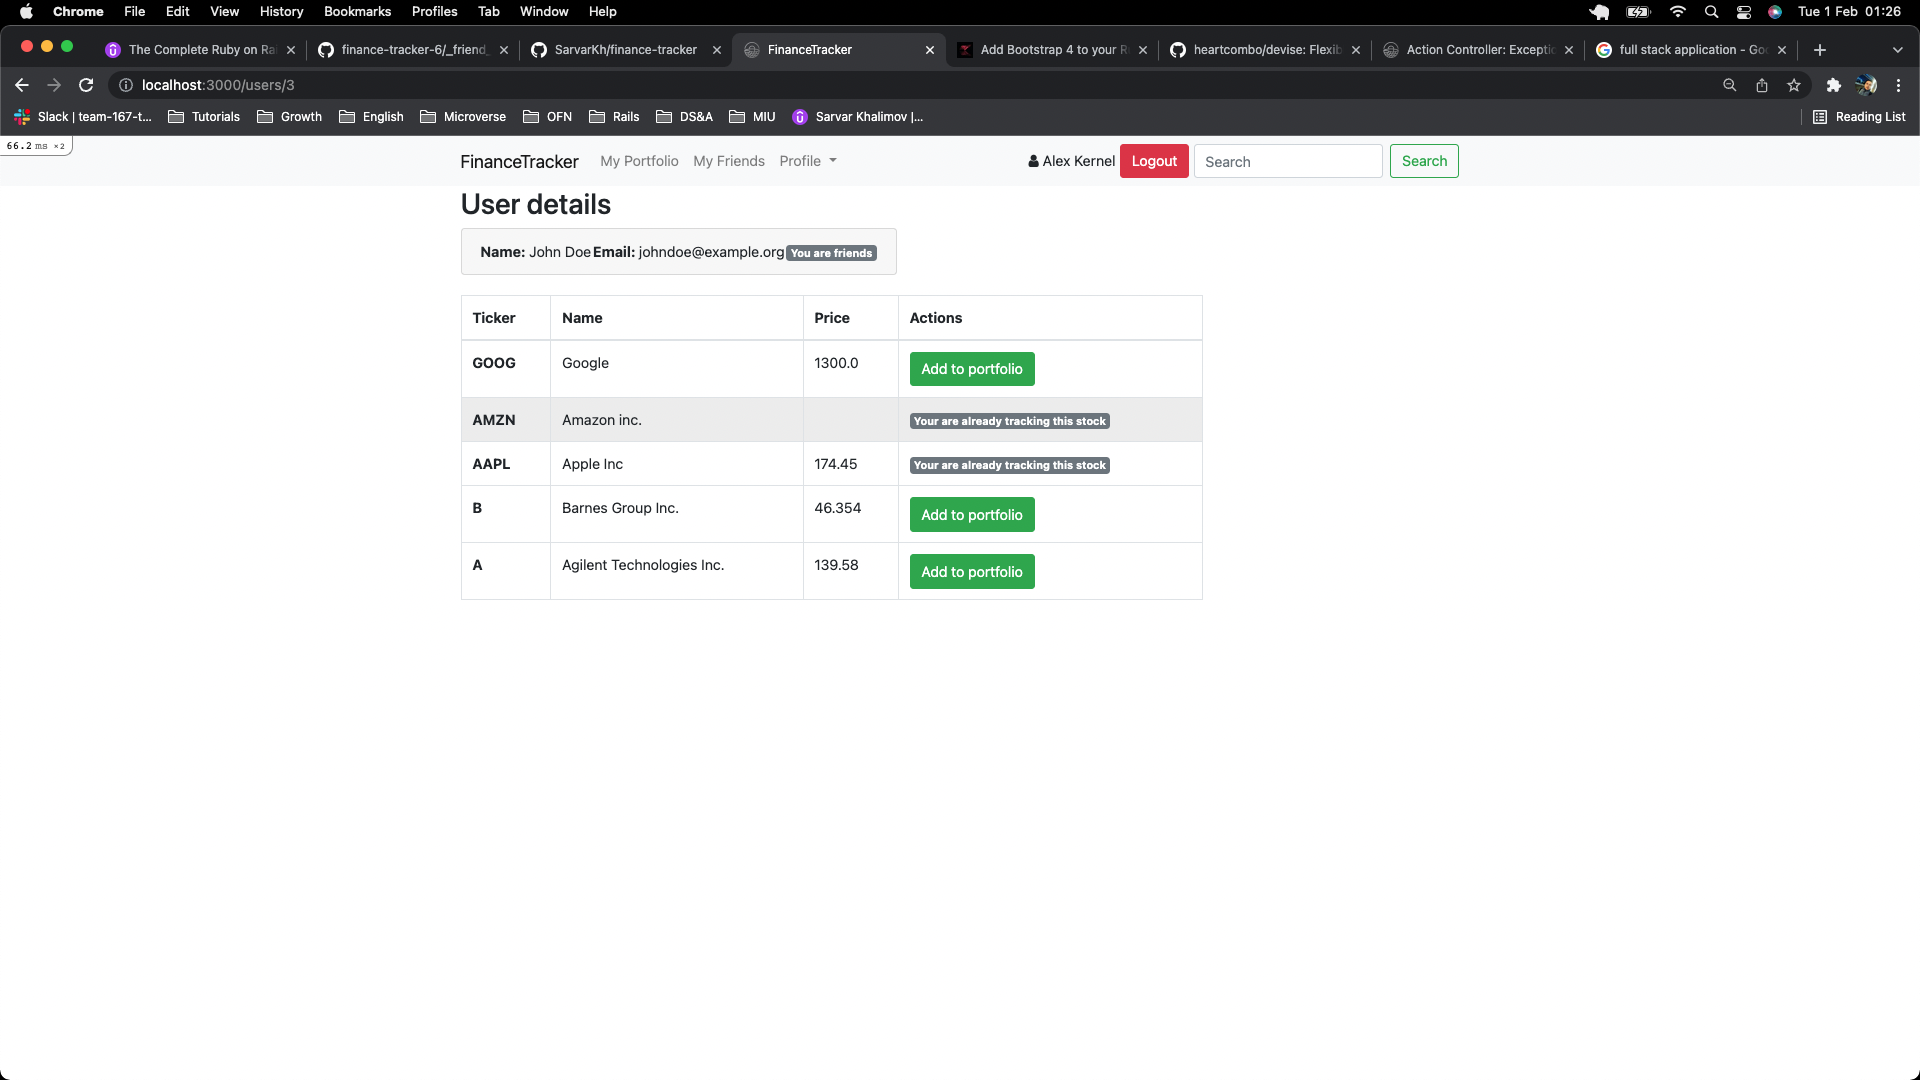 Chrome File Edit View History Bookmarks Profiles Tab Window Help Tue 1 Feb 01:26
The Complete Ruby on Ra finance-tracker-6/_friend_ SarvarKh/finance-tracker FinanceTracker Add Bootstrap 4 to your R heartcombo/devise: Flexib Action Controller: Exceptio full stack application - Goo
localhost:3000/users/3
Slack | team-167-t... Tutorials Growth English Microverse OFN Rails DS&A MIU Sarvar Khalimov |... Reading List
66.2 ms ×2
FinanceTracker My Portfolio My Friends Profile Alex Kernel Logout Search Search
User details
Name: John Doe Email: johndoe@example.org You are friends
Ticker Name Price Actions
GOOG Google 1300.0 Add to portfolio
AMZN Amazon inc. Your are already tracking this stock
AAPL Apple Inc 174.45 Your are already tracking this stock
B Barnes Group Inc. 46.354 Add to portfolio
A Agilent Technologies Inc. 139.58 Add to portfolio